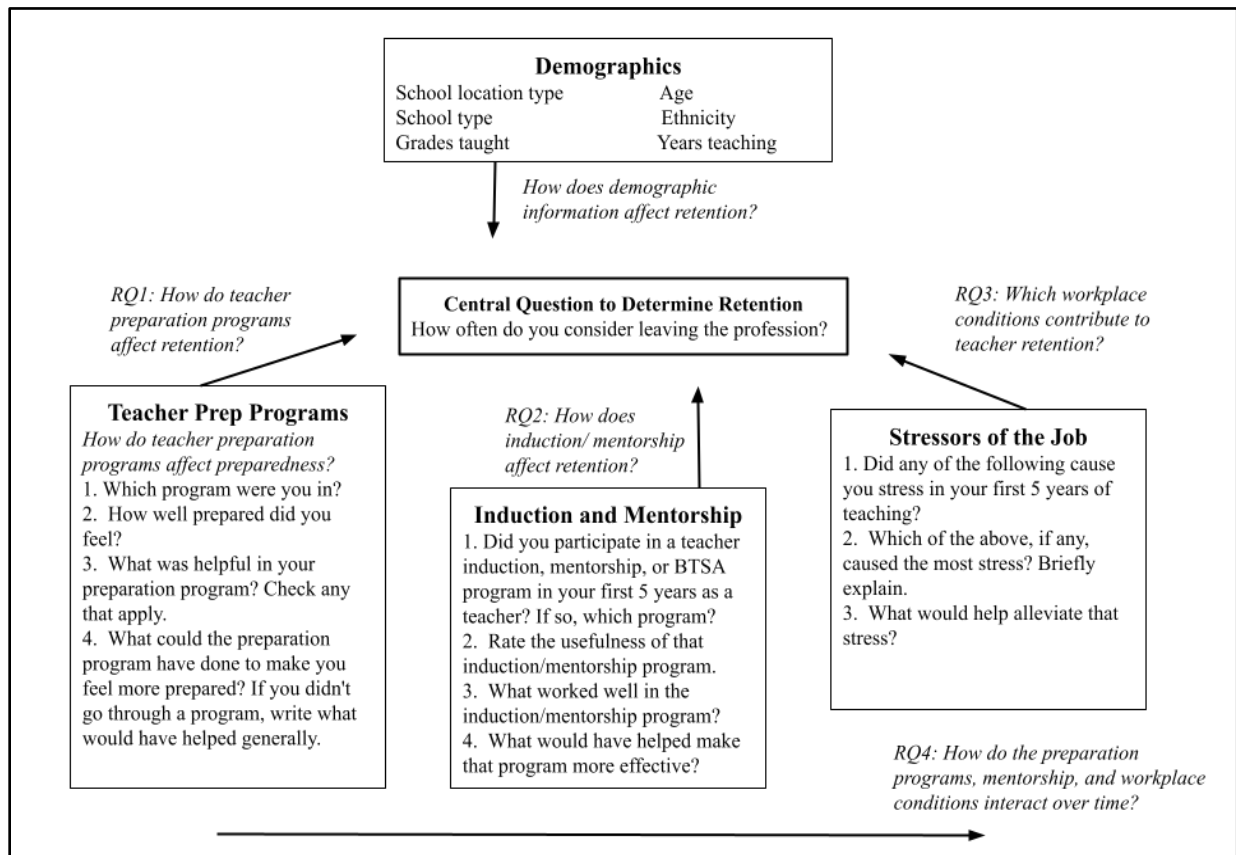 Demographics
School location type Age
School type Ethnicity
Grades taught Years teaching
How does demographic
information affect retention?
RQ1: How do teacher
preparation programs
affect retention?
Central Question to Determine Retention
How often do you consider leaving the profession?
RQ3: Which workplace
conditions contribute to
teacher retention?
Teacher Prep Programs
How do teacher preparation
programs affect preparedness?
1. Which program were you in?
2. How well prepared did you
feel?
3. What was helpful in your
preparation program? Check any
that apply.
4. What could the preparation
program have done to make you
feel more prepared? If you didn't
go through a program, write what
would have helped generally.
RQ2: How does
induction/ mentorship
affect retention?
Induction and Mentorship
1. Did you participate in a teacher
induction, mentorship, or BTSA
program in your first 5 years as a
teacher? If so, which program?
2. Rate the usefulness of that
induction/mentorship program.
3. What worked well in the
induction/mentorship program?
4. What would have helped make
that program more effective?
Stressors of the Job
1. Did any of the following cause
you stress in your first 5 years of
teaching?
2. Which of the above, if any,
caused the most stress? Briefly
explain.
3. What would help alleviate that
stress?
RQ4: How do the preparation
programs, mentorship, and workplace
conditions interact over time?